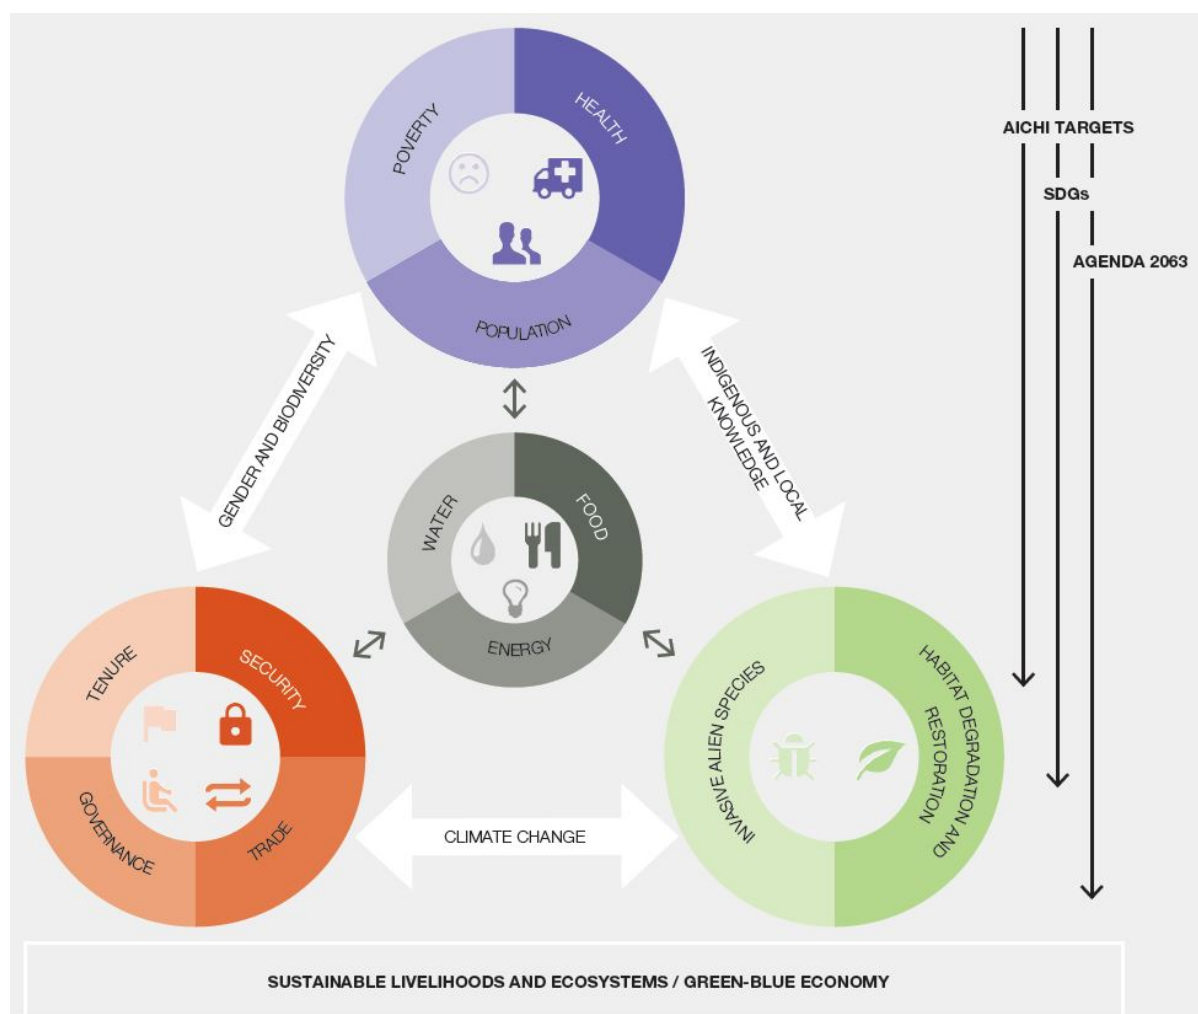 POVERTY
HEALTH
POPULATION
AICHI TARGETS
SDGs
AGENDA 2063
GENDER AND BIODIVERSITY
INDIGENOUS AND LOCAL
KNOWLEDGE
WATER
FOOD
ENERGY
TENURE
SECURITY
GOVERNANCE
TRADE
INVASIVE ALIEN SPECIES
HABITAT DEGRADATION AND
RESTORATION
CLIMATE CHANGE
SUSTAINABLE LIVELIHOODS AND ECOSYSTEMS / GREEN-BLUE ECONOMY